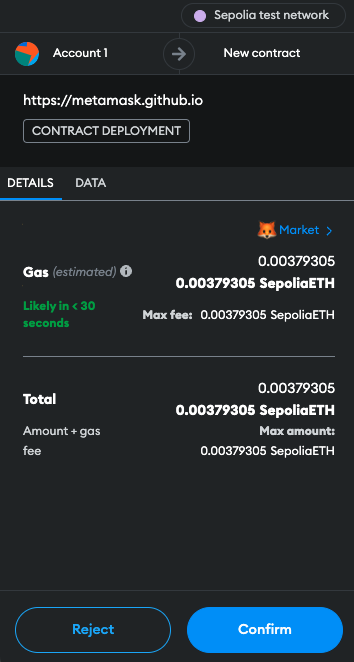 Sepolia test network
Account 1
New contract
https://metamask.github.io
CONTRACT DEPLOYMENT
DETAILS
DATA
Market >
0.00379305
Gas (estimated) i
0.00379305 SepoliaETH
Likely in < 30
seconds
Max fee: 0.00379305 SepoliaETH
0.00379305
Total
0.00379305 SepoliaETH
Amount + gas
fee
Max amount:
0.00379305 SepoliaETH
Reject
Confirm